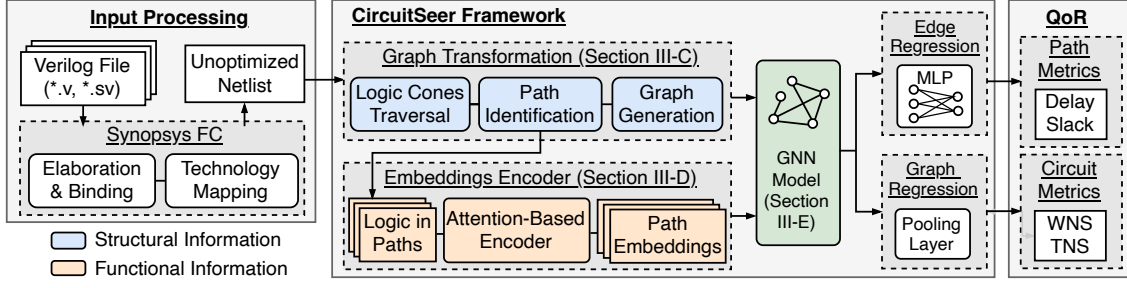 Input Processing
Verilog File
(*.v, *.sv)
Unoptimized
Netlist
Synopsys FC
Elaboration
& Binding
Technology
Mapping
Structural Information
Functional Information
CircuitSeer Framework
Graph Transformation (Section III-C)
Logic Cones
Traversal
Path
Identification
Graph
Generation
Embeddings Encoder (Section III-D)
Logic in
Paths
Attention-Based
Encoder
Path
Embeddings
GNN
Model
(Section
III-E)
Edge
Regression
MLP
Graph
Regression
Pooling
Layer
QoR
Path
Metrics
Delay
Slack
Circuit
Metrics
WNS
TNS